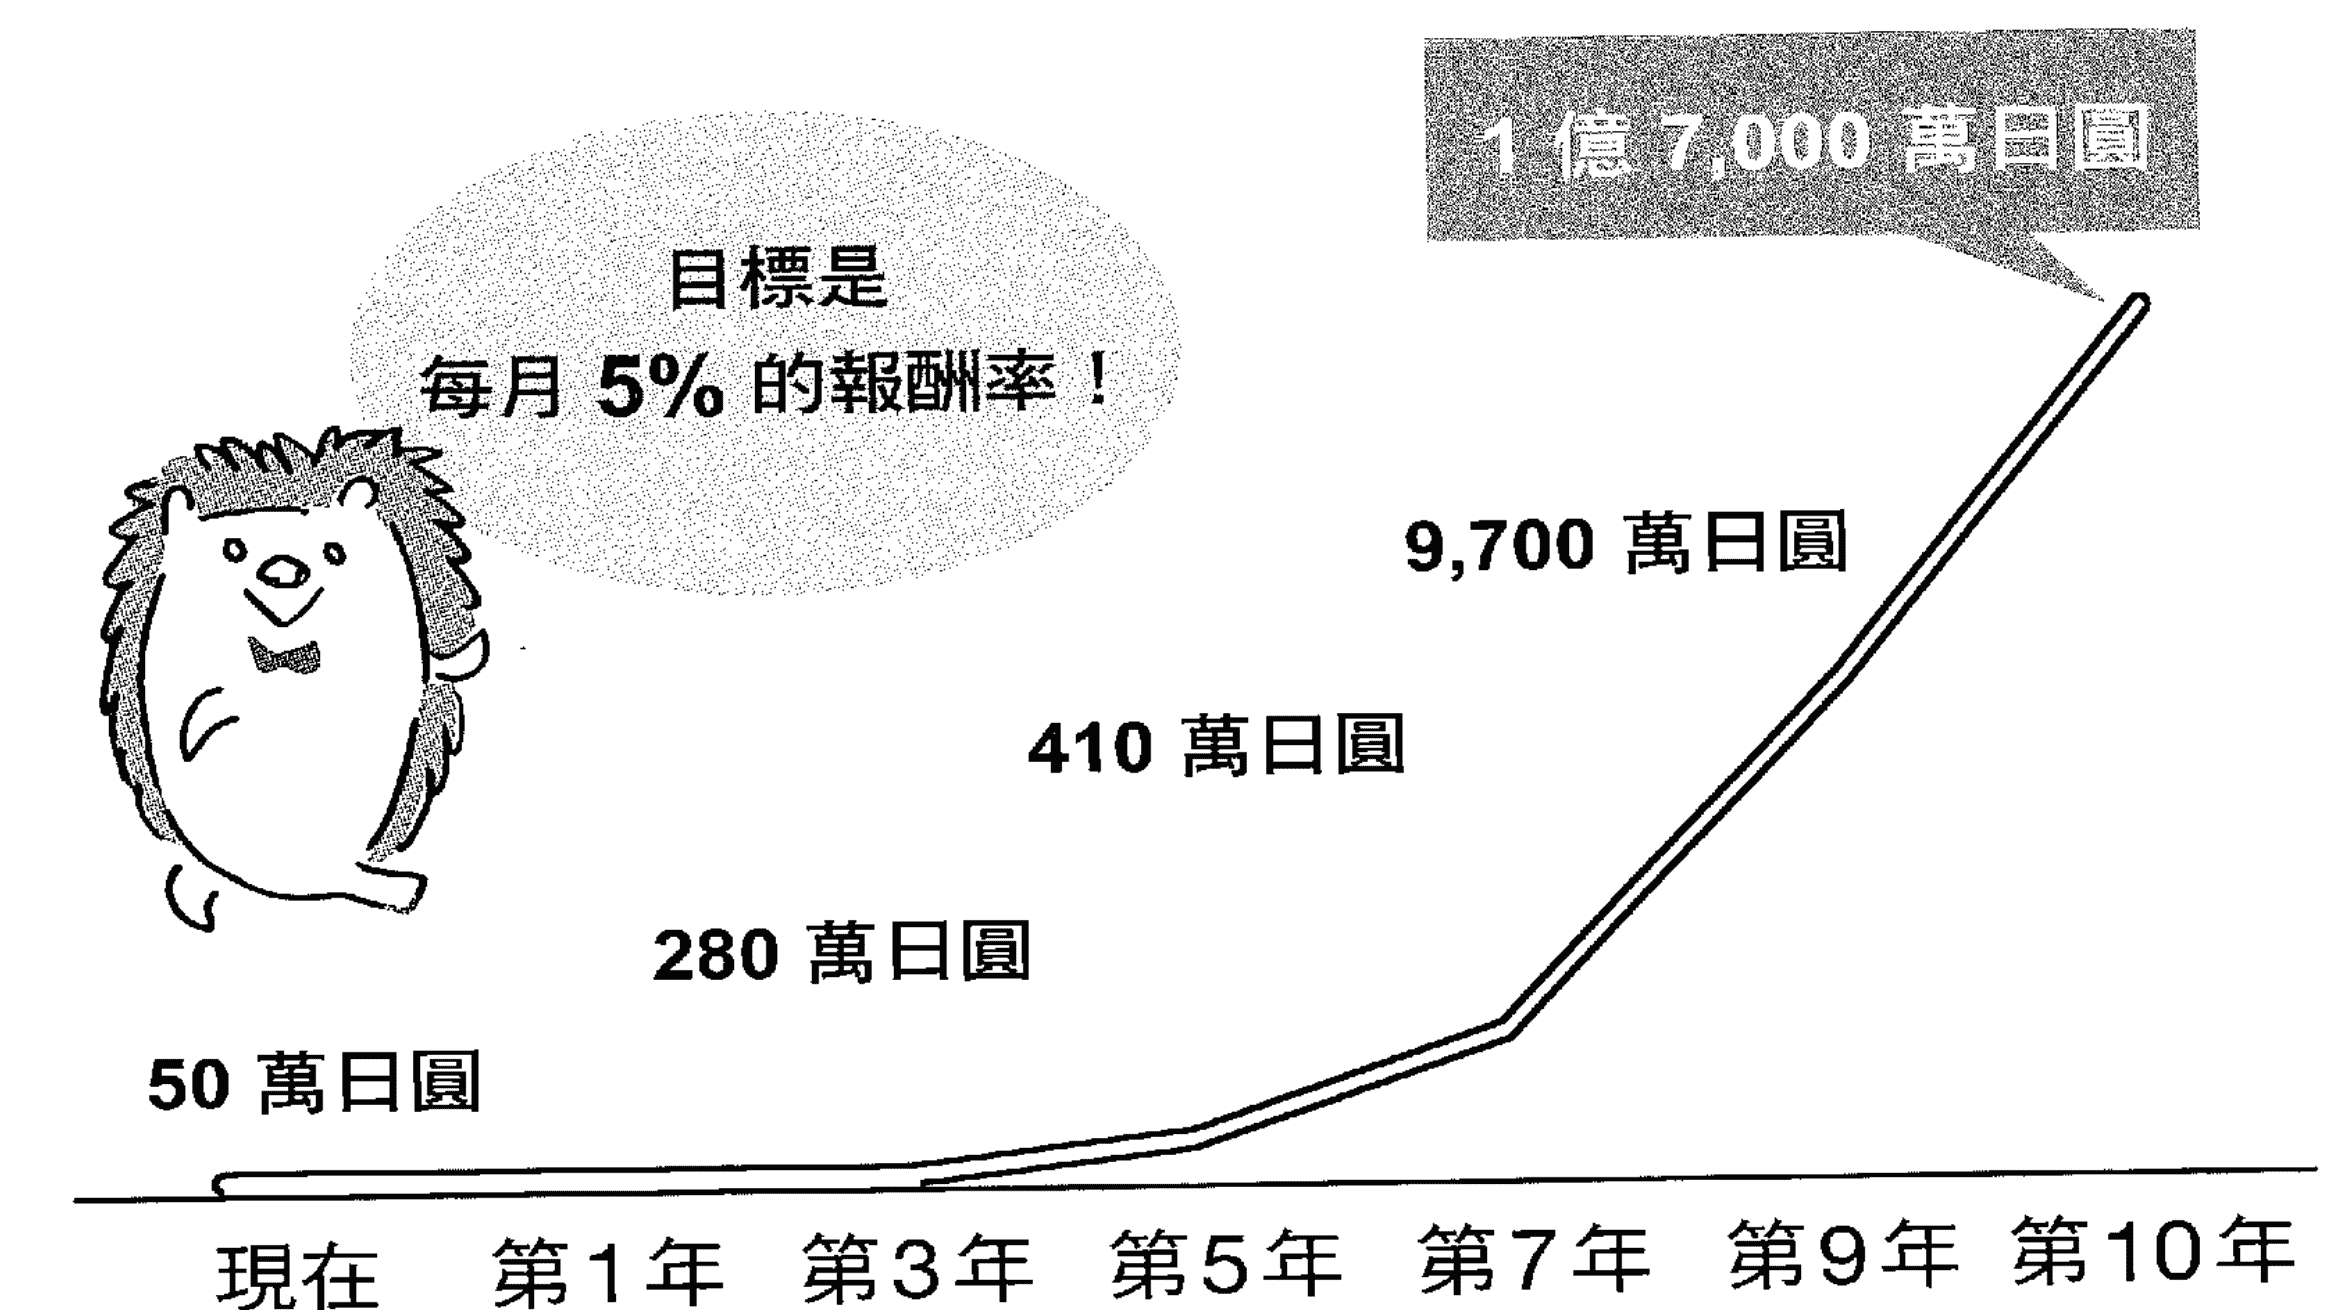 1 億 7,000 萬日圓
目標是
每月 5% 的報酬率！
9,700 萬日圓
410 萬日圓
280 萬日圓
50 萬日圓
現在 第1年 第3年 第5年 第7年 第9年 第10年